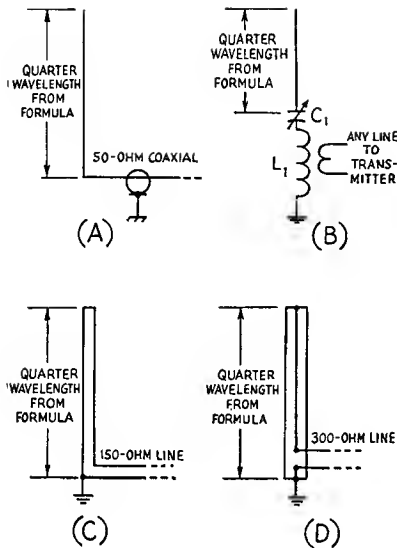 QUARTER
WAVELENGTH
FROM
FORMULA
50-OHM COAXIAL
(A)
QUARTER
WAVELENGTH
FROM
FORMULA
C1
L1
ANY LINE
TO
TRANS-
MITTER
(B)
QUARTER
WAVELENGTH
FROM
FORMULA
150-OHM LINE
(C)
QUARTER
WAVELENGTH
FROM
FORMULA
300-OHM LINE
(D)